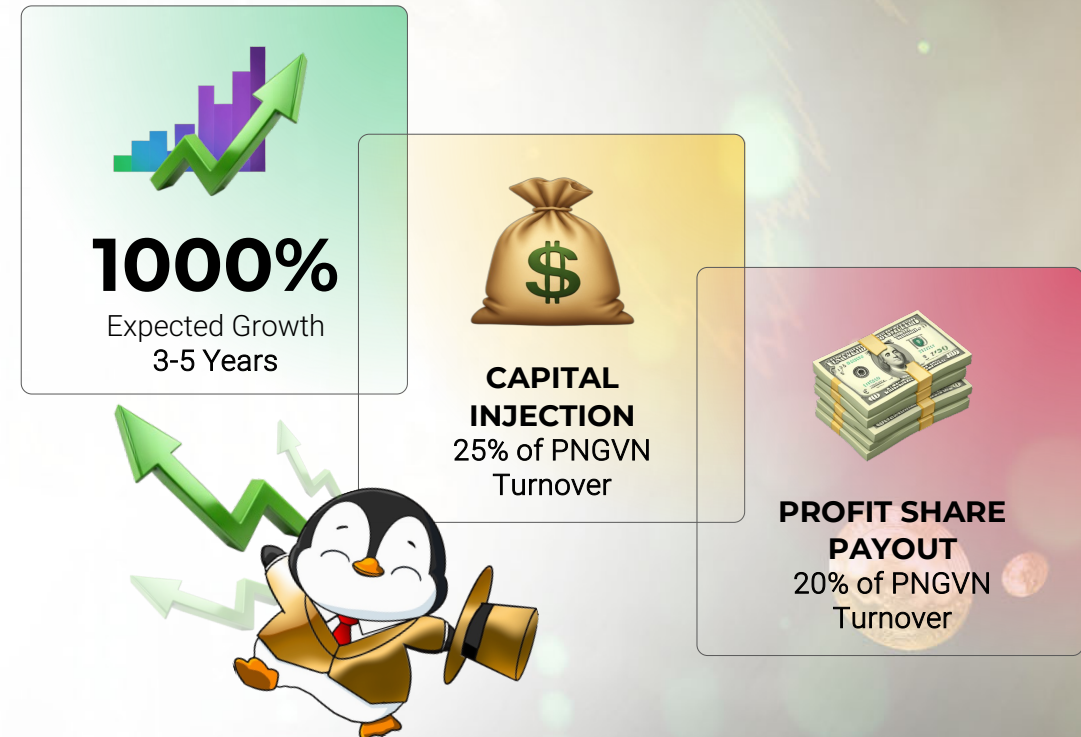 1000%
Expected Growth
3-5 Years
CAPITAL
INJECTION
25% of PNGVN
Turnover
PROFIT SHARE
PAYOUT
20% of PNGVN
Turnover